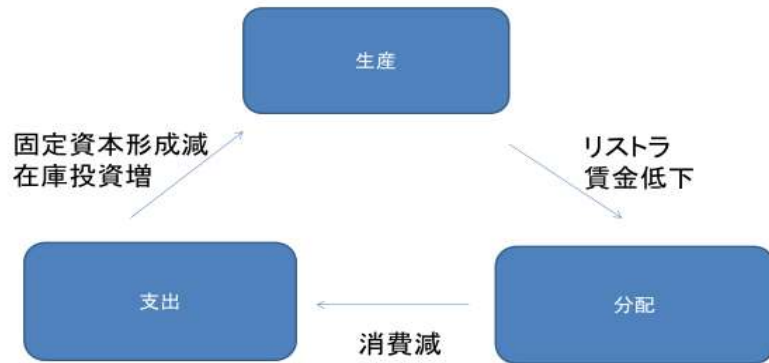 生産
固定資本形成減
在庫投資増
リストラ
賃金低下
支出
分配
消費減